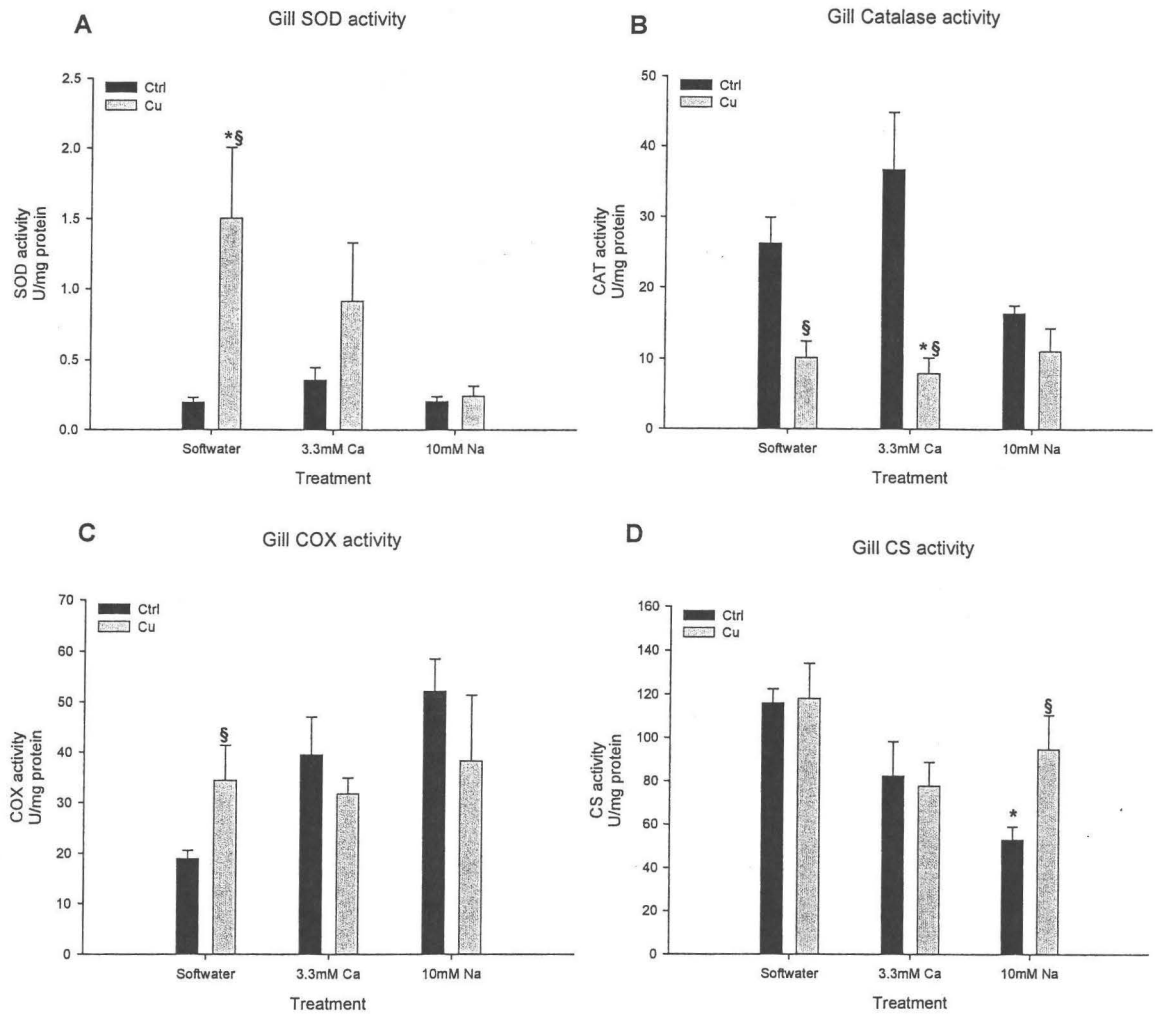 A
Gill SOD activity
Ctrl
Cu
2.5
2.0
1.5
1.0
0.5
0.0
SOD activity
U/mg protein
*§
Softwater
3.3mM Ca
10mM Na
Treatment
B
Gill Catalase activity
Ctrl
Cu
50
40
30
20
10
0
CAT activity
U/mg protein
§
*§
Softwater
3.3mM Ca
10mM Na
Treatment
C
Gill COX activity
Ctrl
Cu
70
60
50
40
30
20
10
0
COX activity
U/mg protein
§
Softwater
3.3mM Ca
10mM Na
Treatment
D
Gill CS activity
Ctrl
Cu
160
140
120
100
80
60
40
20
0
CS activity
U/mg protein
*
§
Softwater
3.3mM Ca
10mM Na
Treatment